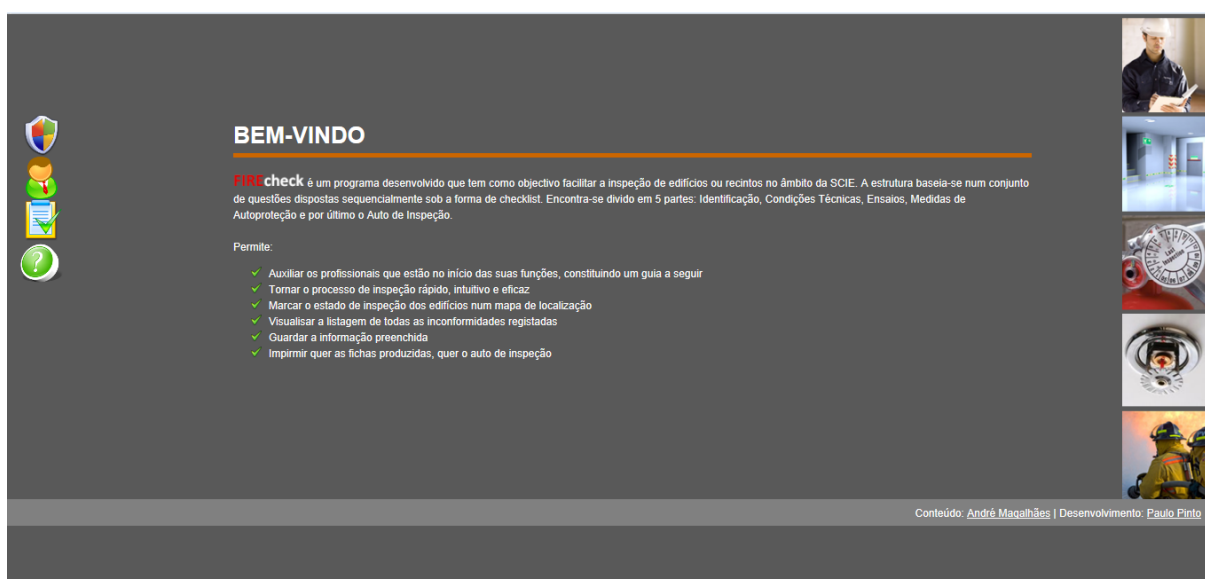 BEM-VINDO
FIREcheck é um programa desenvolvido que tem como objectivo facilitar a inspeção de edifícios ou recintos no âmbito da SCIE. A estrutura baseia-se num conjunto
de questões dispostas sequencialmente sob a forma de checklist. Encontra-se divido em 5 partes: Identificação, Condições Técnicas, Ensaios, Medidas de
Autoproteção e por último o Auto de Inspeção.
Permite:
Auxiliar os profissionais que estão no início das suas funções, constituindo um guia a seguir
Tornar o processo de inspeção rápido, intuitivo e eficaz
Marcar o estado de inspeção dos edifícios num mapa de localização
Visualisar a listagem de todas as inconformidades registadas
Guardar a informação preenchida
Impirmir quer as fichas produzidas, quer o auto de inspeção
Last
Inspection
Conteúdo: André Magalhães | Desenvolvimento: Paulo Pinto